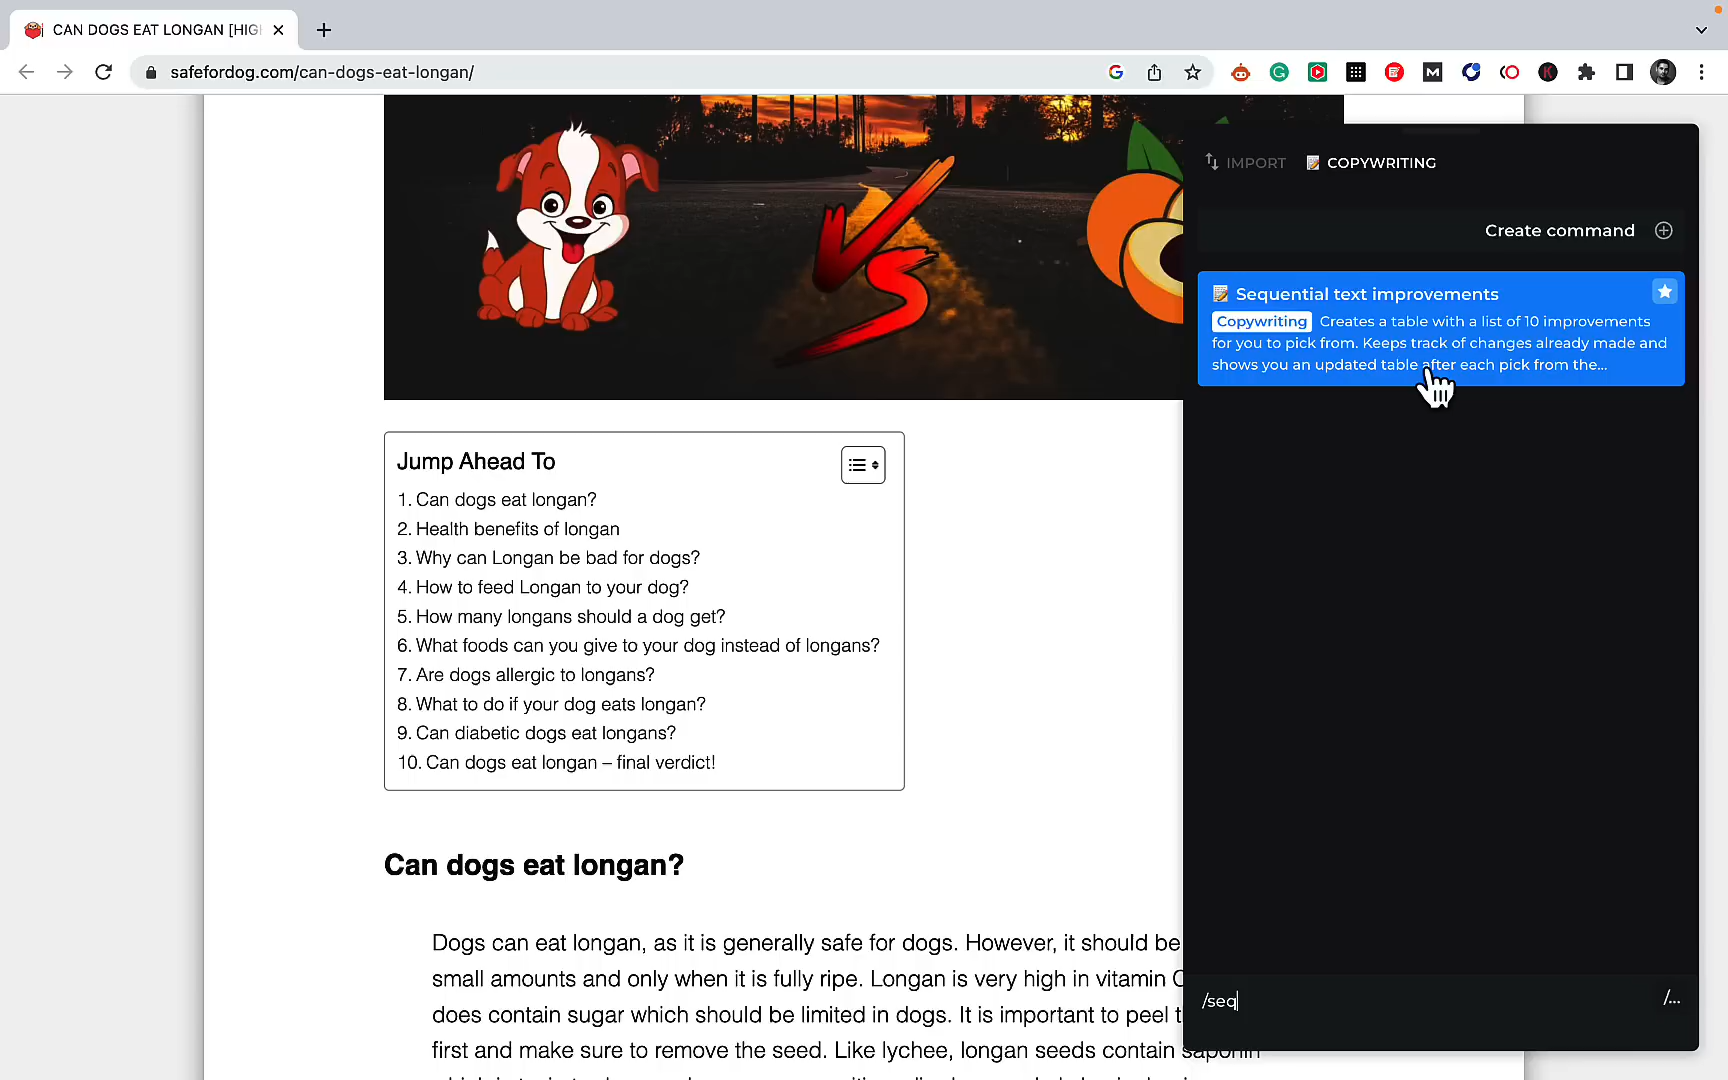 CAN DOGS EAT LONGAN [HIG
safefordog.com/can-dogs-eat-longan/
VS
IMPORT
COPYWRITING
Create command
Sequential text improvements
Copywriting Creates a table with a list of 10 improvements
for you to pick from. Keeps track of changes already made and
shows you an updated table after each pick from the...
Jump Ahead To
1. Can dogs eat longan?
2. Health benefits of longan
3. Why can Longan be bad for dogs?
4. How to feed Longan to your dog?
5. How many longans should a dog get?
6. What foods can you give to your dog instead of longans?
7. Are dogs allergic to longans?
8. What to do if your dog eats longan?
9. Can diabetic dogs eat longans?
10. Can dogs eat longan – final verdict!
Can dogs eat longan?
Dogs can eat longan, as it is generally safe for dogs. However, it should be
small amounts and only when it is fully ripe. Longan is very high in vitamin C
does contain sugar which should be limited in dogs. It is important to peel t
first and make sure to remove the seed. Like lychee, longan seeds contain saponin
/seq
/...